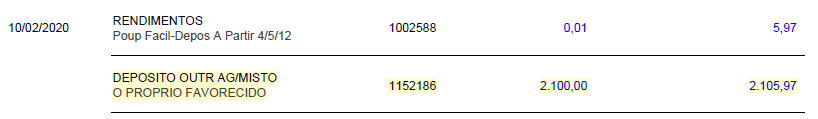 10/02/2020 RENDIMENTOS 1002588 0,01 5,97
Poup Facil-Depos A Partir 4/5/12
DEPOSITO OUTR AG/MISTO 1152186 2.100,00 2.105,97
O PROPRIO FAVORECIDO